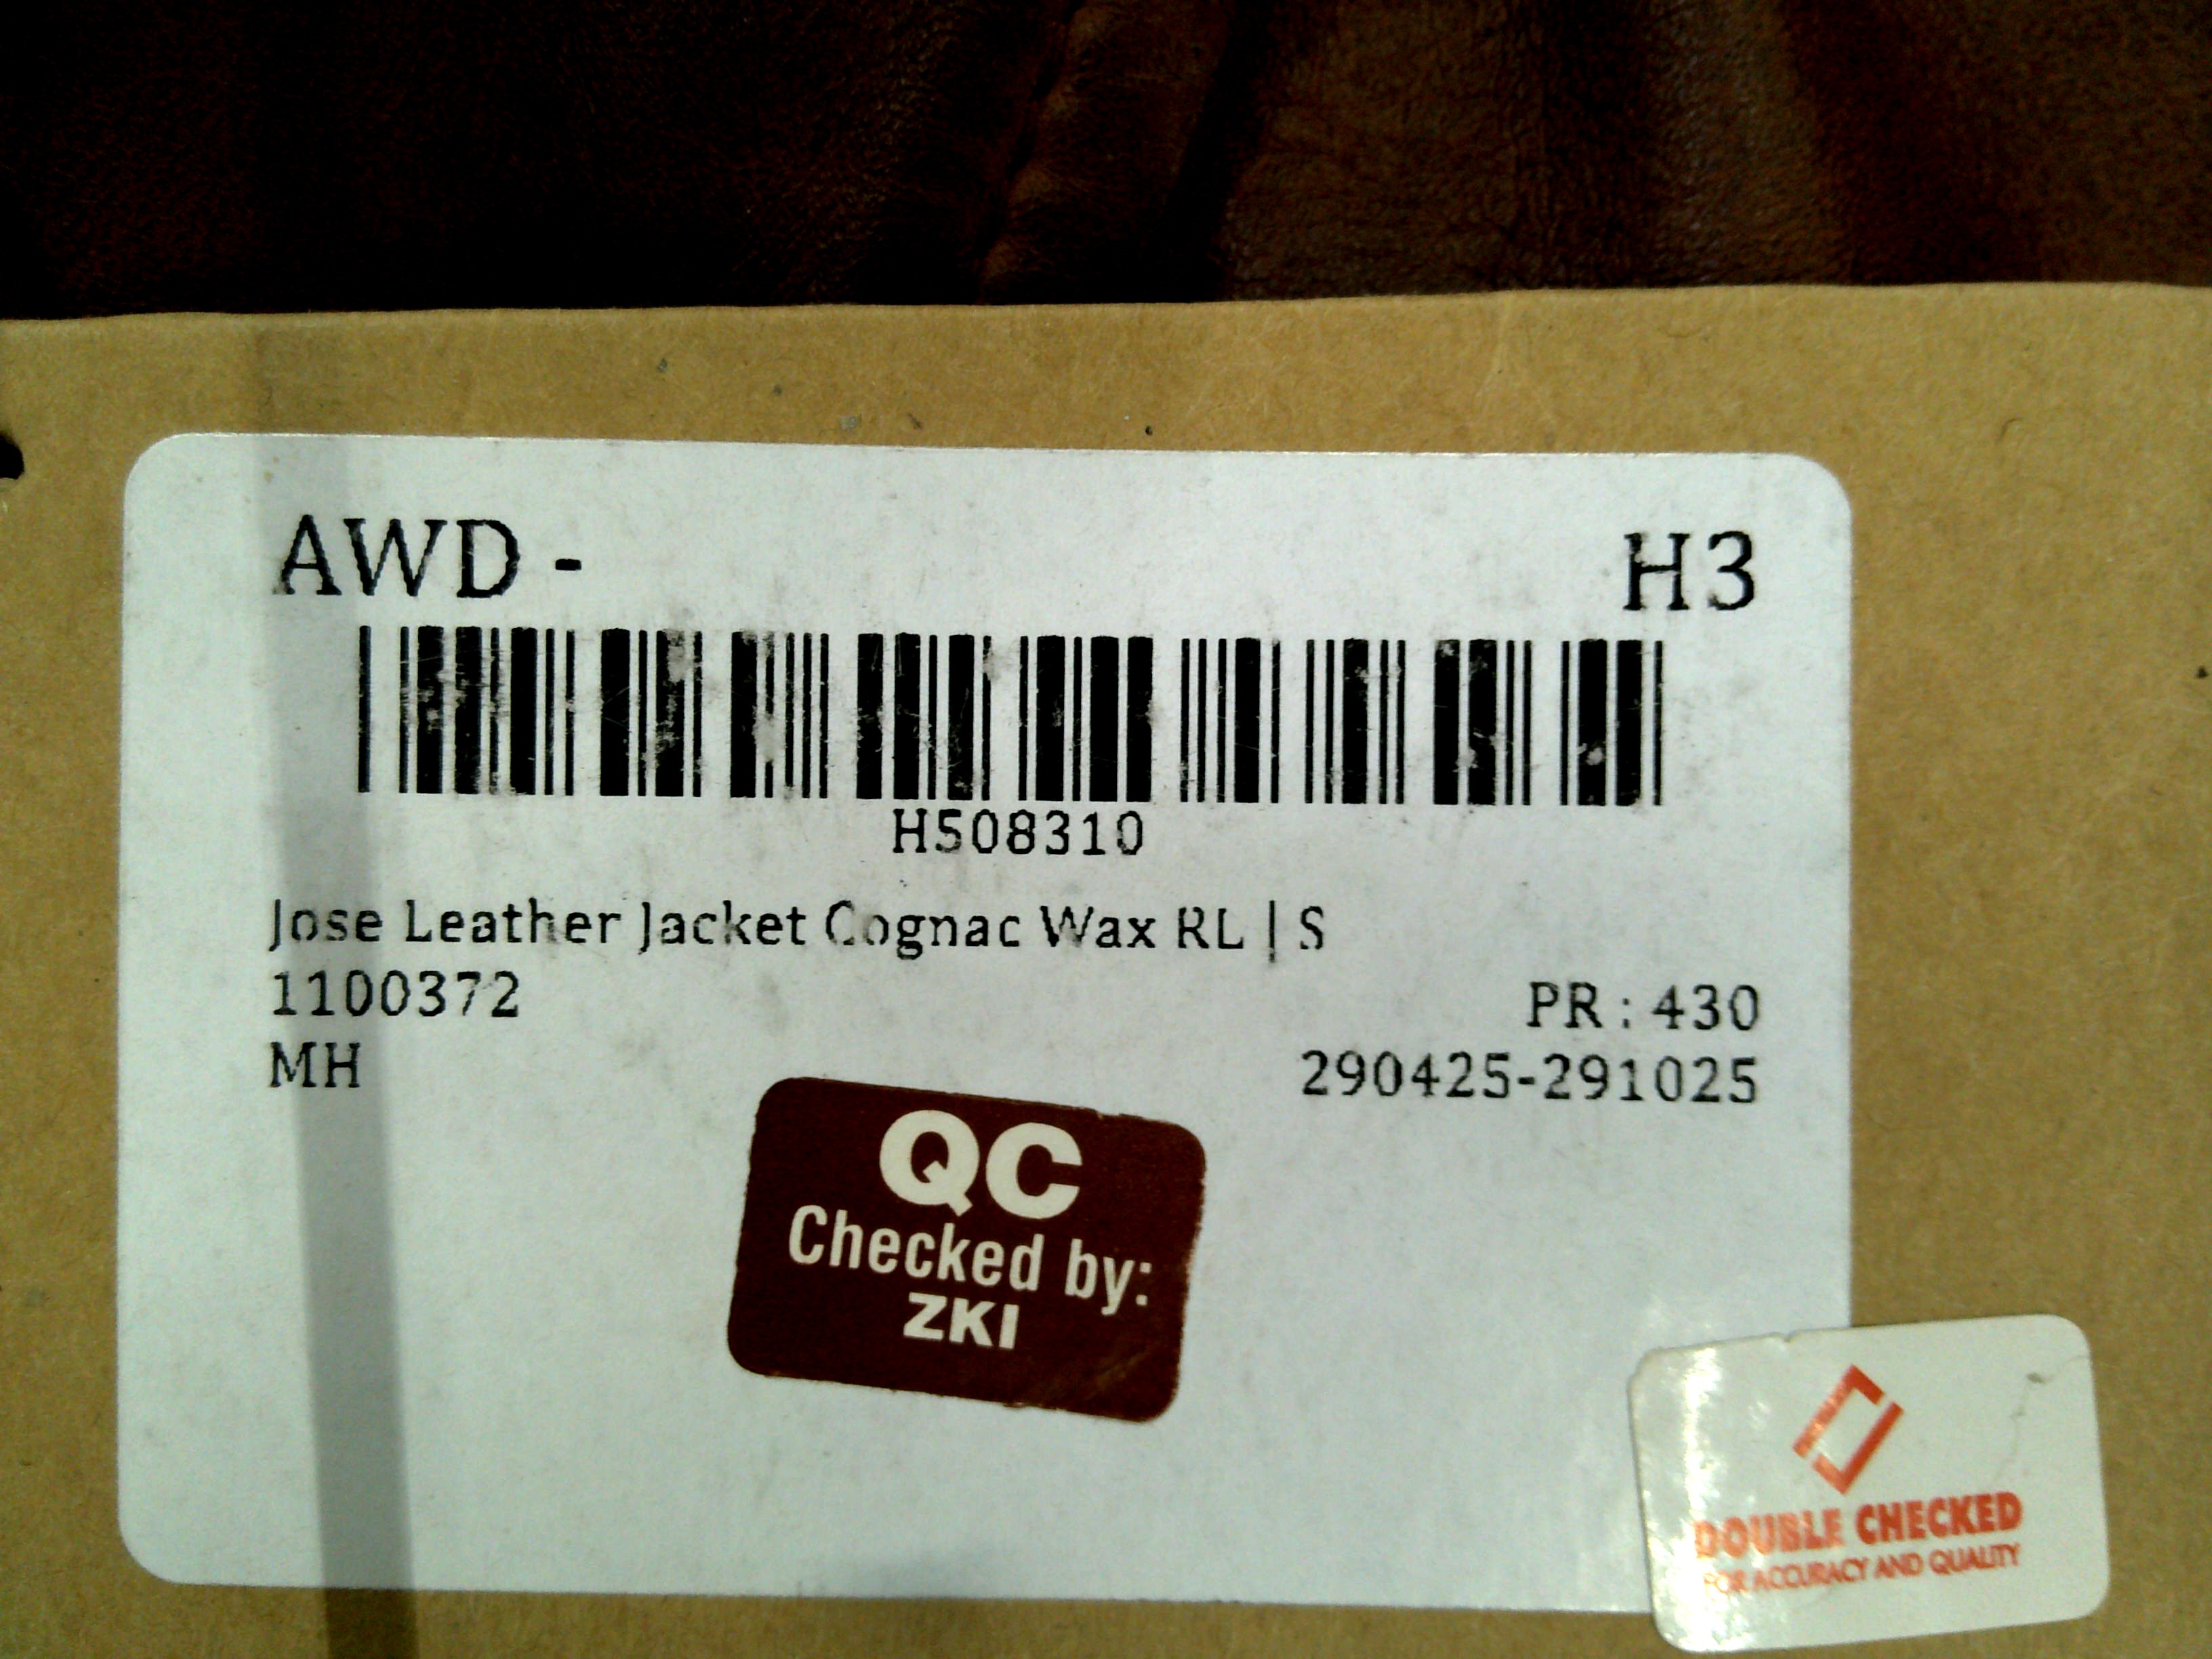 AWD - H3
H508310
Jose Leather Jacket Cognac Wax RL | S
1100372 PR : 430
MH 290425-291025
QC
Checked by:
ZKI
DOUBLE CHECKED
FOR ACCURACY AND QUALITY